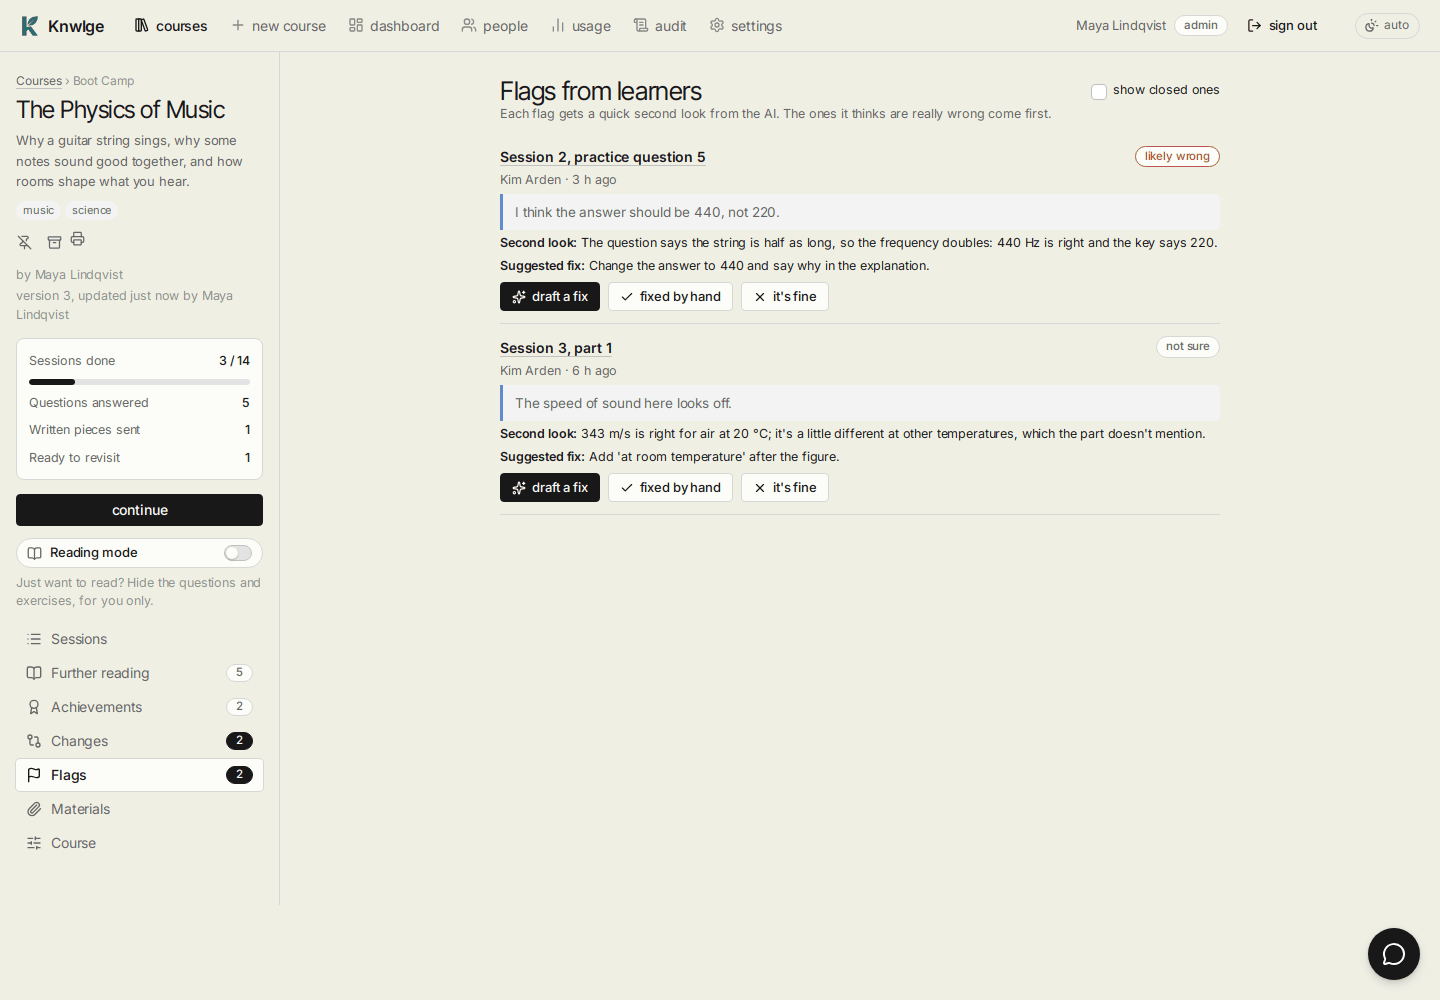 Knwlge
courses
new course
dashboard
people
usage
audit
settings
Maya Lindqvist
admin
sign out
auto
Courses › Boot Camp
The Physics of Music
Why a guitar string sings, why some
notes sound good together, and how
rooms shape what you hear.
music
science
by Maya Lindqvist
version 3, updated just now by Maya
Lindqvist
Sessions done 3 / 14
Questions answered 5
Written pieces sent 1
Ready to revisit 1
continue
Reading mode
Just want to read? Hide the questions and
exercises, for you only.
Sessions
Further reading 5
Achievements 2
Changes 2
Flags 2
Materials
Course
Flags from learners
show closed ones
Each flag gets a quick second look from the AI. The ones it thinks are really wrong come first.
Session 2, practice question 5
likely wrong
Kim Arden · 3 h ago
I think the answer should be 440, not 220.
Second look: The question says the string is half as long, so the frequency doubles: 440 Hz is right and the key says 220.
Suggested fix: Change the answer to 440 and say why in the explanation.
draft a fix
fixed by hand
it's fine
Session 3, part 1
not sure
Kim Arden · 6 h ago
The speed of sound here looks off.
Second look: 343 m/s is right for air at 20 °C; it's a little different at other temperatures, which the part doesn't mention.
Suggested fix: Add 'at room temperature' after the figure.
draft a fix
fixed by hand
it's fine